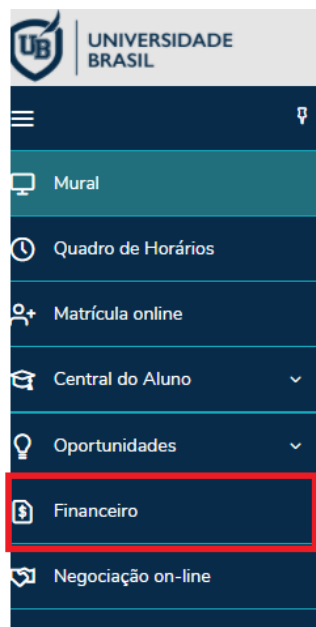 UB
UNIVERSIDADE
BRASIL
Mural
Quadro de Horários
Matrícula online
Central do Aluno
Oportunidades
Financeiro
Negociação on-line